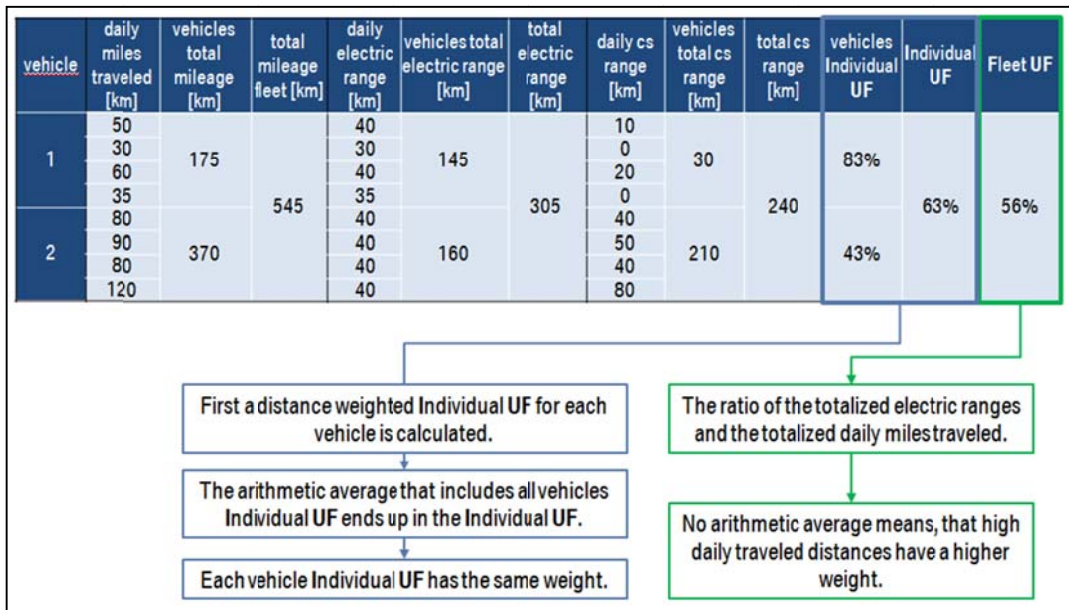 vehicle daily miles traveled [km] vehicles total mileage [km] total mileage fleet [km] daily electric range [km] vehicles total electric range [km] total electric range [km] daily cs range [km] vehicles total cs range [km] total cs range [km] vehicles Individual UF Individual UF Fleet UF
1 50 175 545 40 145 305 10 30 240 83% 63% 56%
30 30 0
60 40 20
35 35 0
2 80 370 40 160 40 210 43%
90 40 50
80 40 40
120 40 80
First a distance weighted Individual UF for each
vehicle is calculated.
The arithmetic average that includes all vehicles
Individual UF ends up in the Individual UF.
Each vehicle Individual UF has the same weight.
The ratio of the totalized electric ranges
and the totalized daily miles traveled.
No arithmetic average means, that high
daily traveled distances have a higher
weight.